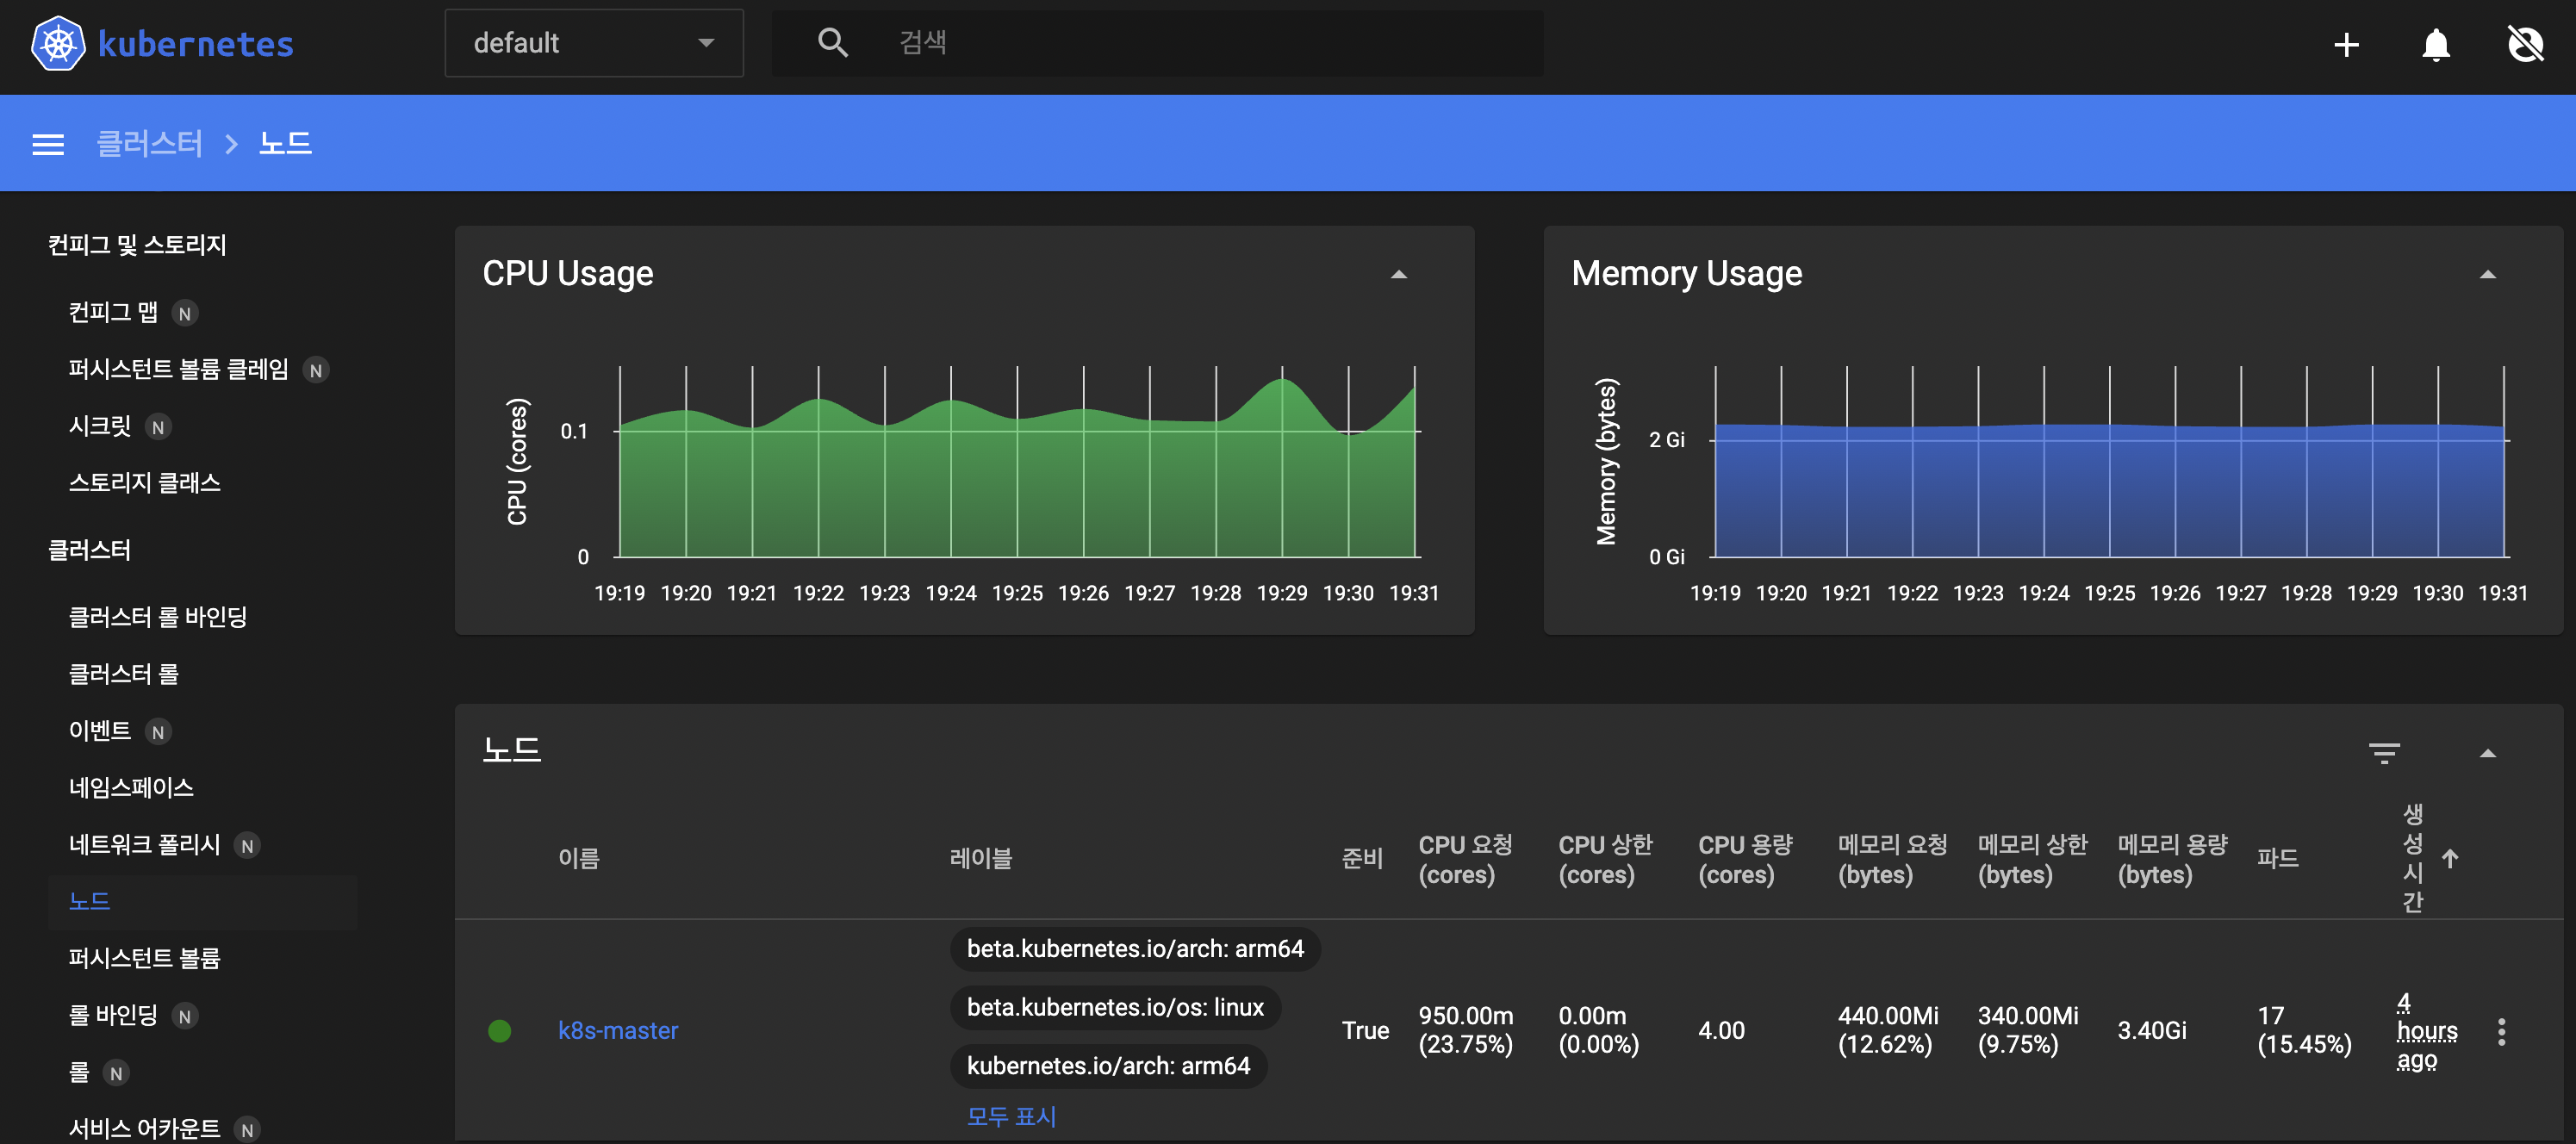 kubernetes
default
검색
클러스터 > 노드
컨피그 및 스토리지
컨피그 맵 N
퍼시스턴트 볼륨 클레임 N
시크릿 N
스토리지 클래스
클러스터
클러스터 롤 바인딩
클러스터 롤
이벤트 N
네임스페이스
네트워크 폴리시 N
노드
퍼시스턴트 볼륨
롤 바인딩 N
롤 N
서비스 어카운트 N
CPU Usage
CPU (cores)
0.1
0
19:19 19:20 19:21 19:22 19:23 19:24 19:25 19:26 19:27 19:28 19:29 19:30 19:31
Memory Usage
Memory (bytes)
2 Gi
0 Gi
19:19 19:20 19:21 19:22 19:23 19:24 19:25 19:26 19:27 19:28 19:29 19:30 19:31
노드
이름
레이블
준비
CPU 요청
(cores)
CPU 상한
(cores)
CPU 용량
(cores)
메모리 요청
(bytes)
메모리 상한
(bytes)
메모리 용량
(bytes)
파드
생
성
시
간
k8s-master
beta.kubernetes.io/arch: arm64
beta.kubernetes.io/os: linux
kubernetes.io/arch: arm64
모두 표시
True
950.00m
(23.75%)
0.00m
(0.00%)
4.00
440.00Mi
(12.62%)
340.00Mi
(9.75%)
3.40Gi
17
(15.45%)
4
hours
ago